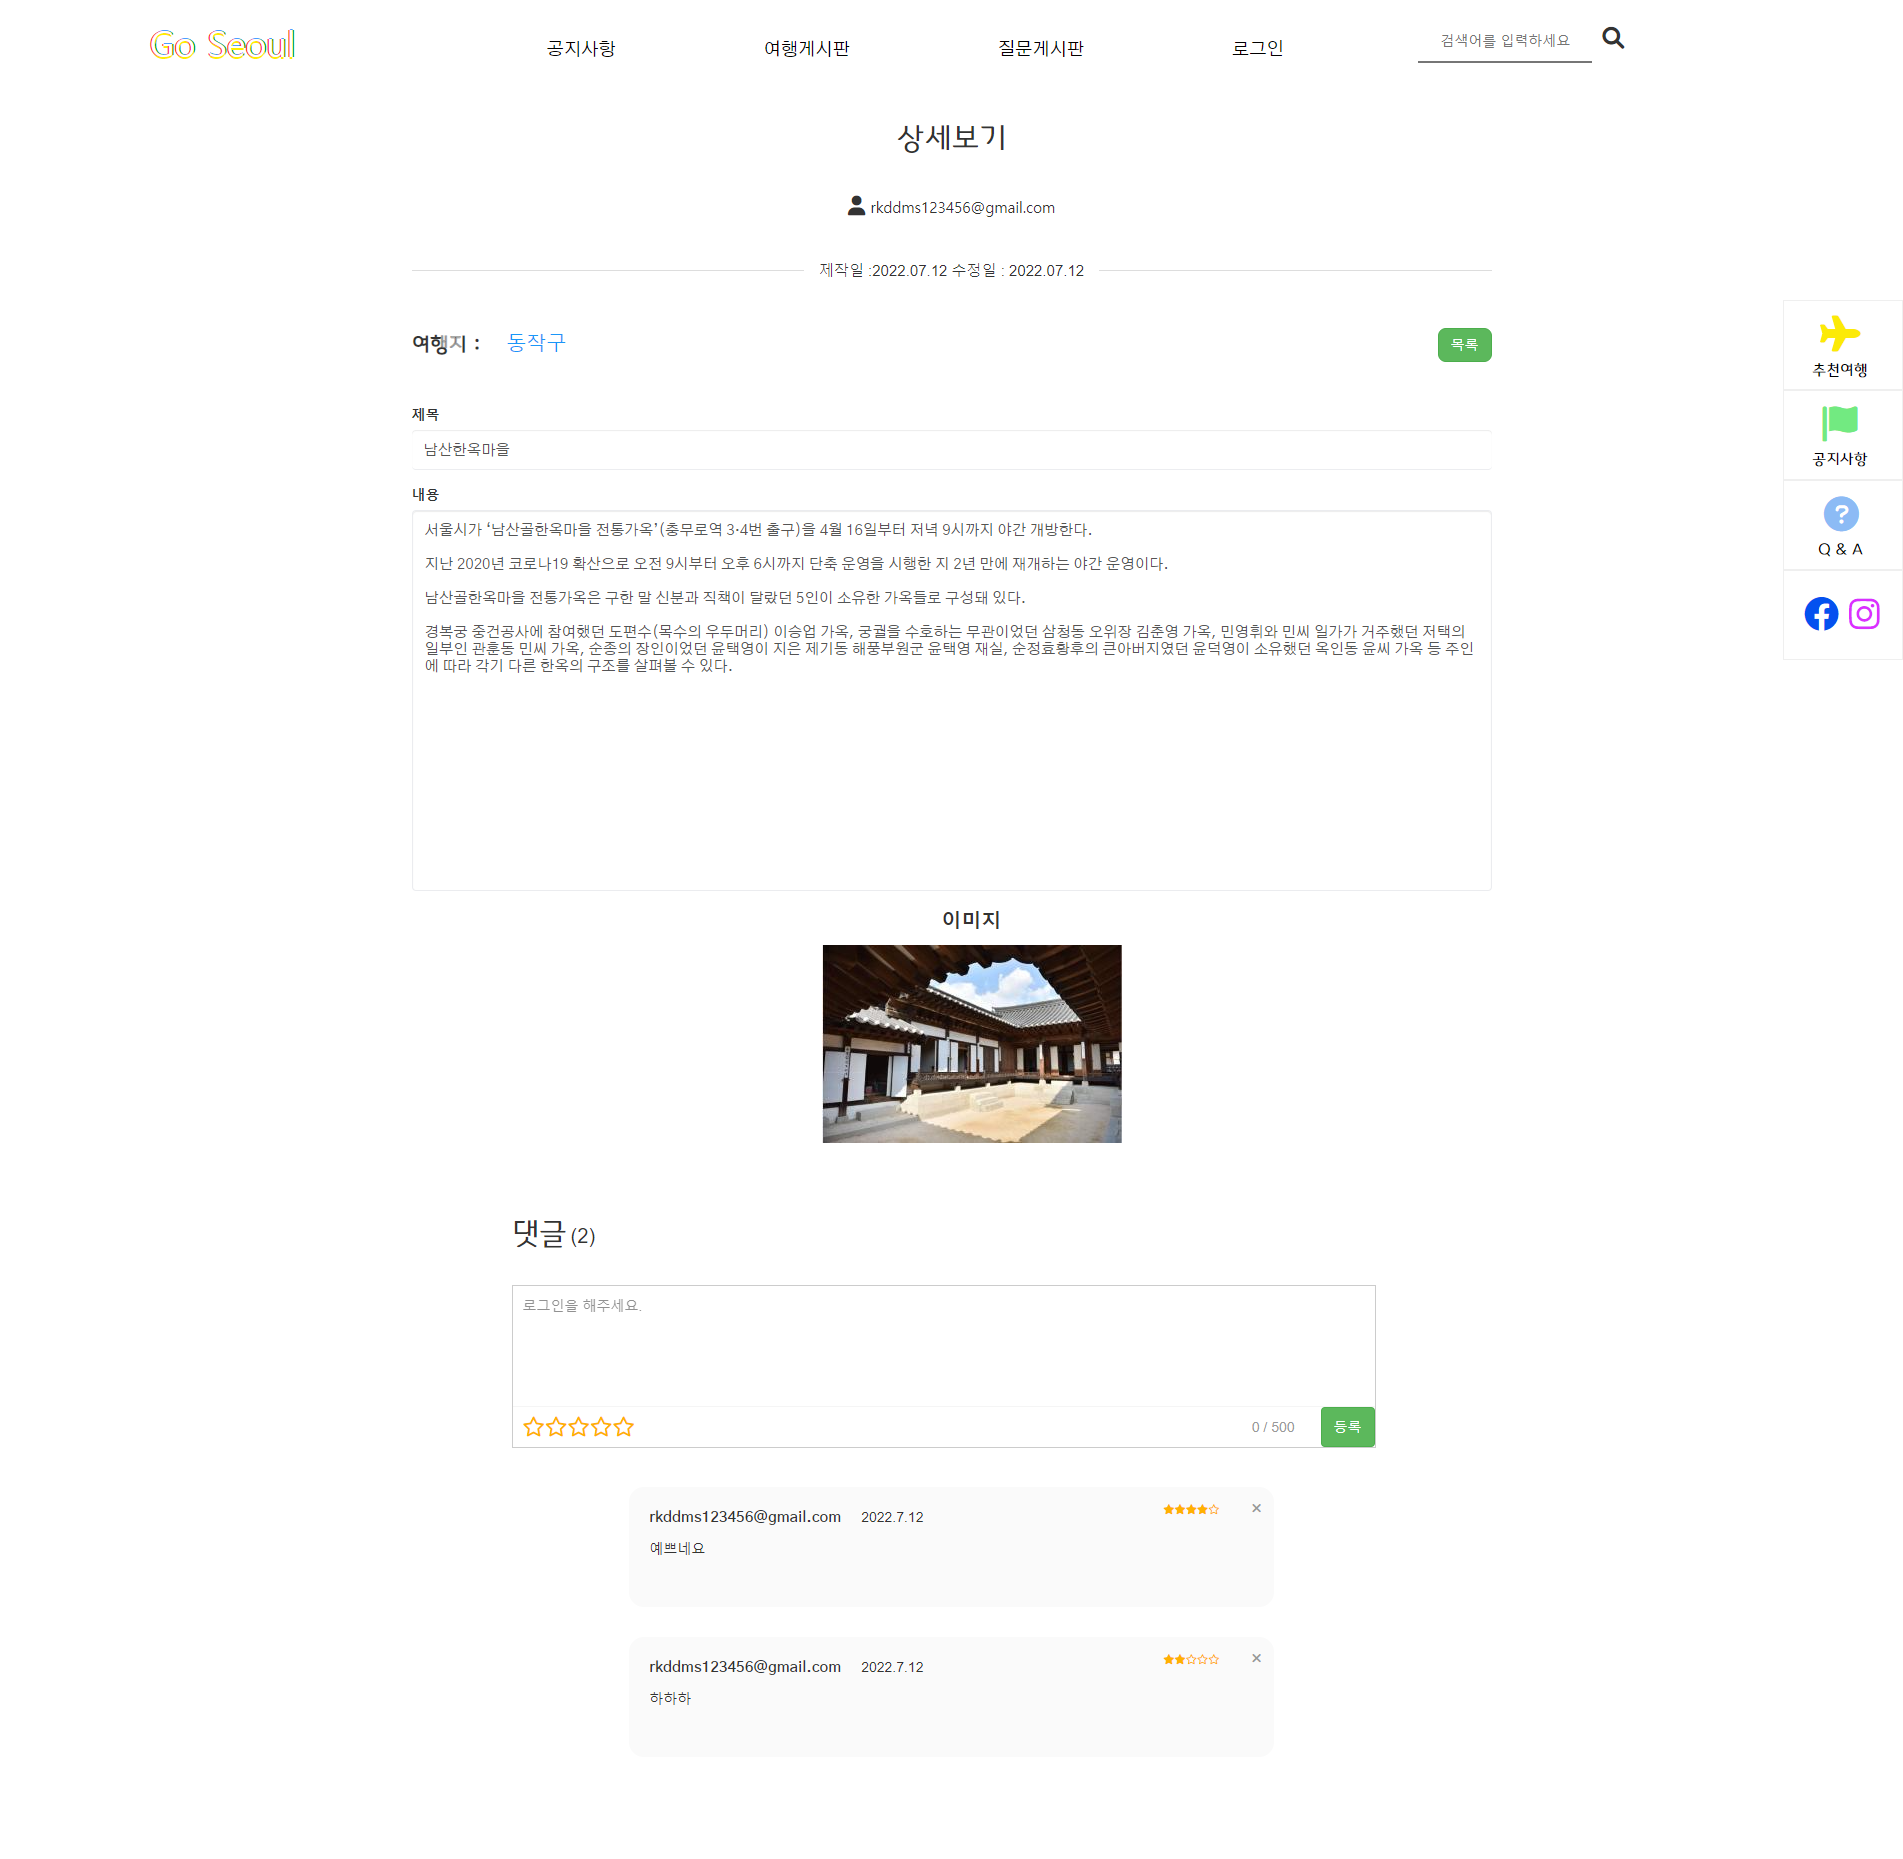 Go Seoul
공지사항
여행게시판
질문게시판
로그인
검색어를 입력하세요
상세보기
rkddms123456@gmail.com
제작일 :2022.07.12 수정일 : 2022.07.12
여행지 :
동작구
목록
추천여행
공지사항
Q & A
제목
남산한옥마을
내용
서울시가 ‘남산골한옥마을 전통가옥’(충무로역 3·4번 출구)을 4월 16일부터 저녁 9시까지 야간 개방한다.
지난 2020년 코로나19 확산으로 오전 9시부터 오후 6시까지 단축 운영을 시행한 지 2년 만에 재개하는 야간 운영이다.
남산골한옥마을 전통가옥은 구한 말 신분과 직책이 달랐던 5인이 소유한 가옥들로 구성돼 있다.
경복궁 중건공사에 참여했던 도편수(목수의 우두머리) 이승업 가옥, 궁궐을 수호하는 무관이었던 삼청동 오위장 김춘영 가옥, 민영휘와 민씨 일가가 거주했던 저택의
일부인 관훈동 민씨 가옥, 순종의 장인이었던 윤택영이 지은 제기동 해풍부원군 윤택영 재실, 순정효황후의 큰아버지였던 윤덕영이 소유했던 옥인동 윤씨 가옥 등 주인
에 따라 각기 다른 한옥의 구조를 살펴볼 수 있다.
이미지
댓글 (2)
로그인을 해주세요.
0 / 500
등록
rkddms123456@gmail.com 2022.7.12
예쁘네요
rkddms123456@gmail.com 2022.7.12
하하하